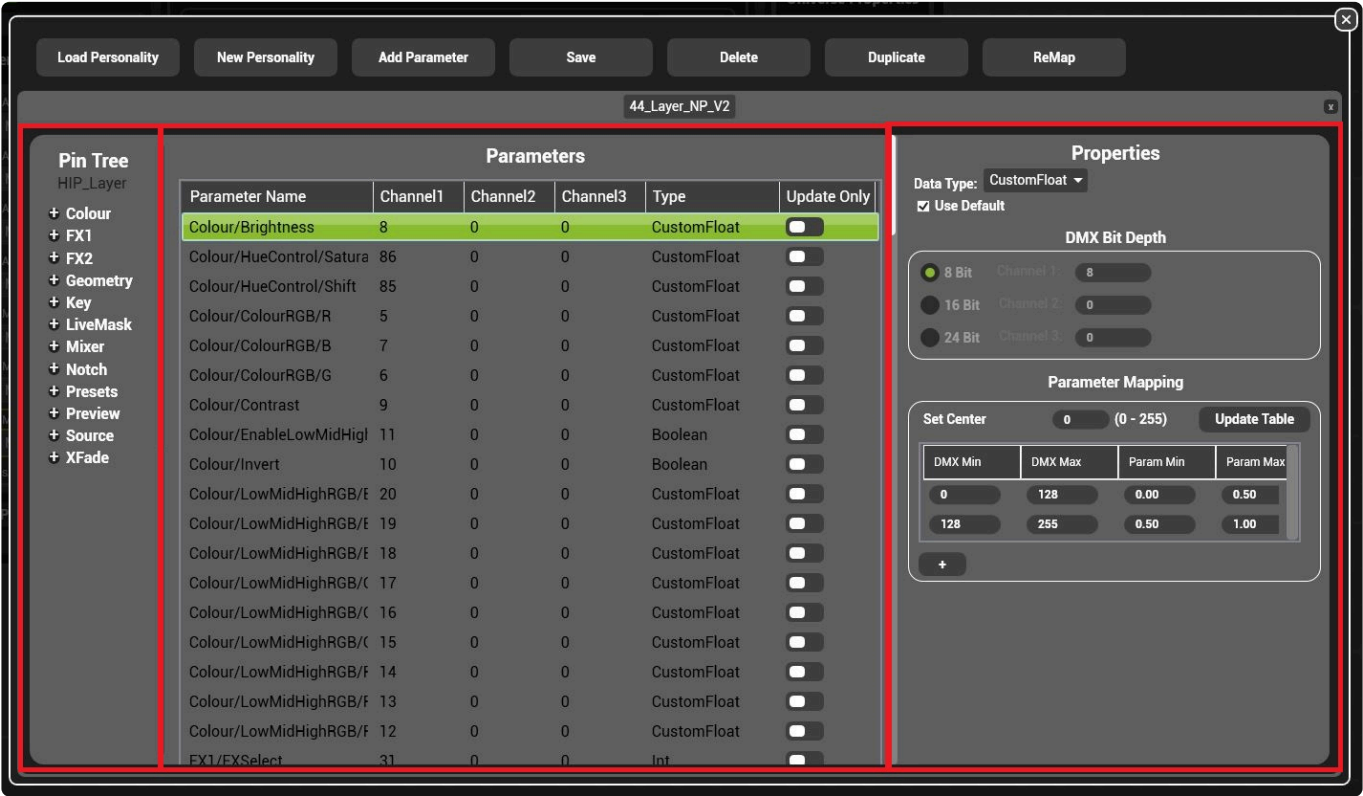 Load Personality New Personality Add Parameter Save Delete Duplicate ReMap
44_Layer_NP_V2 x
Pin Tree
HIP_Layer
+ Colour
+ FX1
+ FX2
+ Geometry
+ Key
+ LiveMask
+ Mixer
+ Notch
+ Presets
+ Preview
+ Source
+ XFade
Parameters
Parameter Name Channel1 Channel2 Channel3 Type Update Only
Colour/Brightness 8 0 0 CustomFloat
Colour/HueControl/Satura 86 0 0 CustomFloat
Colour/HueControl/Shift 85 0 0 CustomFloat
Colour/ColourRGB/R 5 0 0 CustomFloat
Colour/ColourRGB/B 7 0 0 CustomFloat
Colour/ColourRGB/G 6 0 0 CustomFloat
Colour/Contrast 9 0 0 CustomFloat
Colour/EnableLowMidHigl 11 0 0 Boolean
Colour/Invert 10 0 0 Boolean
Colour/LowMidHighRGB/E 20 0 0 CustomFloat
Colour/LowMidHighRGB/E 19 0 0 CustomFloat
Colour/LowMidHighRGB/E 18 0 0 CustomFloat
Colour/LowMidHighRGB/( 17 0 0 CustomFloat
Colour/LowMidHighRGB/( 16 0 0 CustomFloat
Colour/LowMidHighRGB/( 15 0 0 CustomFloat
Colour/LowMidHighRGB/F 14 0 0 CustomFloat
Colour/LowMidHighRGB/F 13 0 0 CustomFloat
Colour/LowMidHighRGB/F 12 0 0 CustomFloat
FX1/FXSelect 31 0 0 Int
Properties
Data Type: CustomFloat
Use Default
DMX Bit Depth
8 Bit Channel 1: 8
16 Bit Channel 2: 0
24 Bit Channel 3: 0
Parameter Mapping
Set Center 0 (0 - 255) Update Table
DMX Min DMX Max Param Min Param Max
0 128 0.00 0.50
128 255 0.50 1.00
+